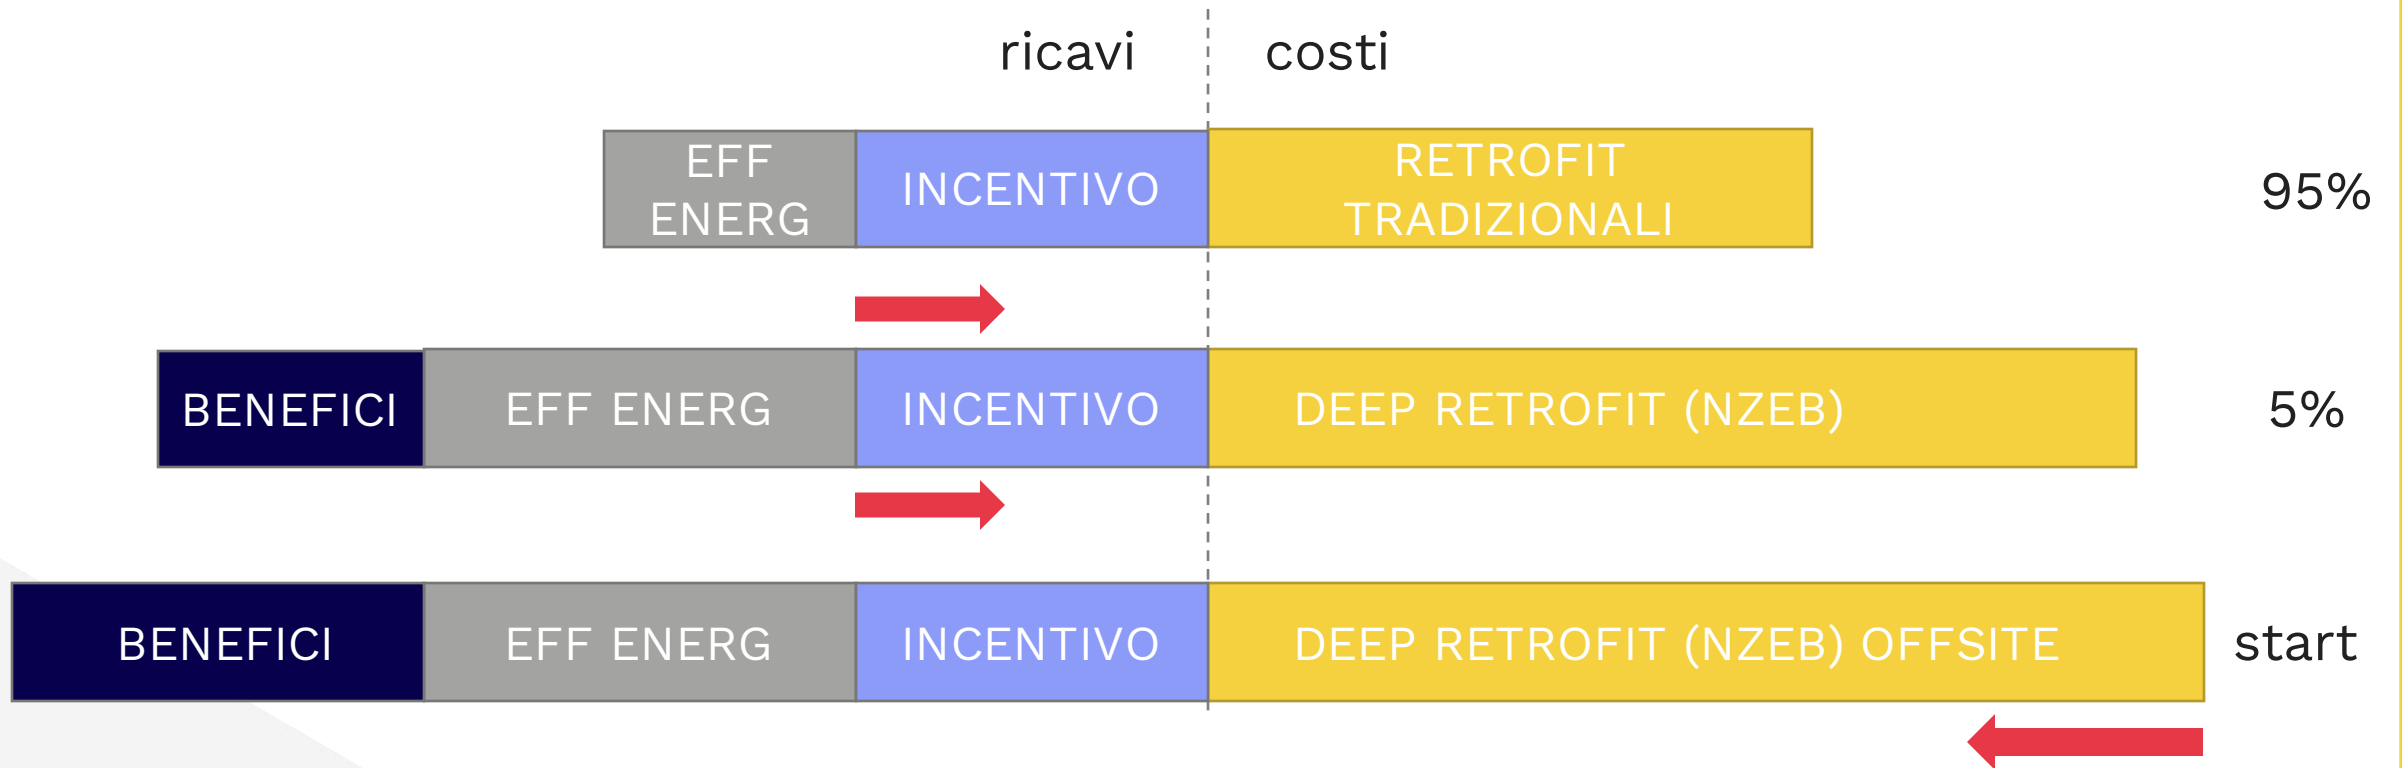 ricavi costi
EFF
ENERG
INCENTIVO
RETROFIT
TRADIZIONALI
95%
BENEFICI
EFF ENERG
INCENTIVO
DEEP RETROFIT (NZEB)
5%
BENEFICI
EFF ENERG
INCENTIVO
DEEP RETROFIT (NZEB) OFFSITE
start